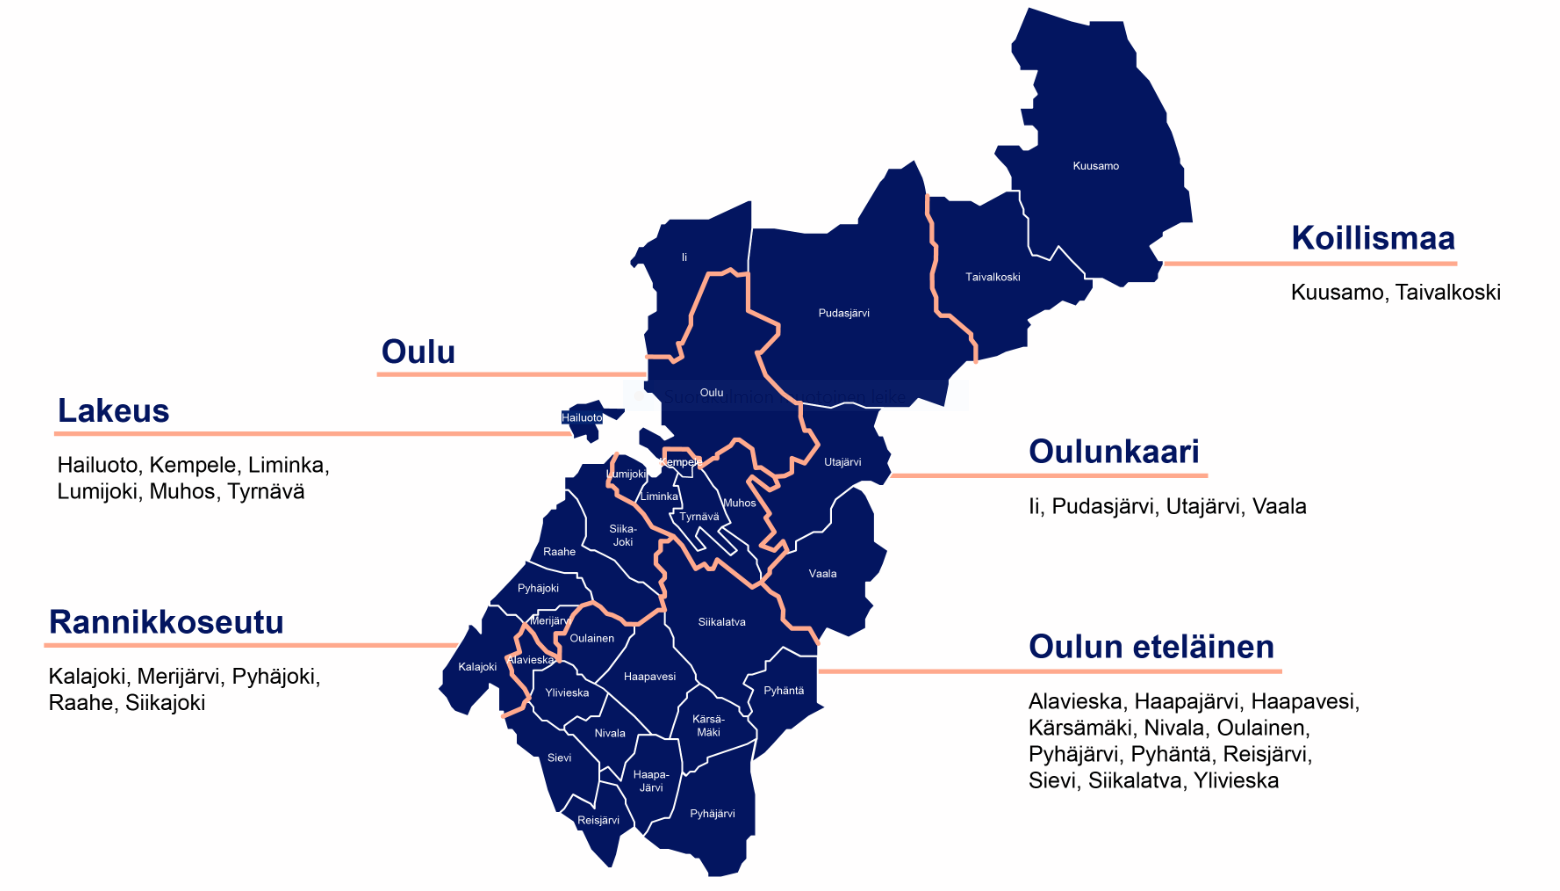 Kuusamo
Koillismaa
Kuusamo, Taivalkoski
Ii
Taivalkoski
Pudasjärvi
Oulu
Oulu
Lakeus
Hailuoto, Kempele, Liminka,
Lumijoki, Muhos, Tyrnävä
Hailuoto
Utajärvi
Oulunkaari
Ii, Pudasjärvi, Utajärvi, Vaala
Kempele
Lumijoki
Liminka
Muhos
Tyrnävä
Siika-
Joki
Raahe
Vaala
Pyhäjoki
Rannikkoseutu
Kalajoki, Merijärvi, Pyhäjoki,
Raahe, Siikajoki
Merijärvi
Siikalatva
Oulainen
Alavieska
Kalajoki
Haapavesi
Ylivieska
Pyhäntä
Oulun eteläinen
Alavieska, Haapajärvi, Haapavesi,
Kärsämäki, Nivala, Oulainen,
Pyhäjärvi, Pyhäntä, Reisjärvi,
Sievi, Siikalatva, Ylivieska
Kärsä-
Mäki
Nivala
Sievi
Haapa-
Järvi
Pyhäjärvi
Reisjärvi